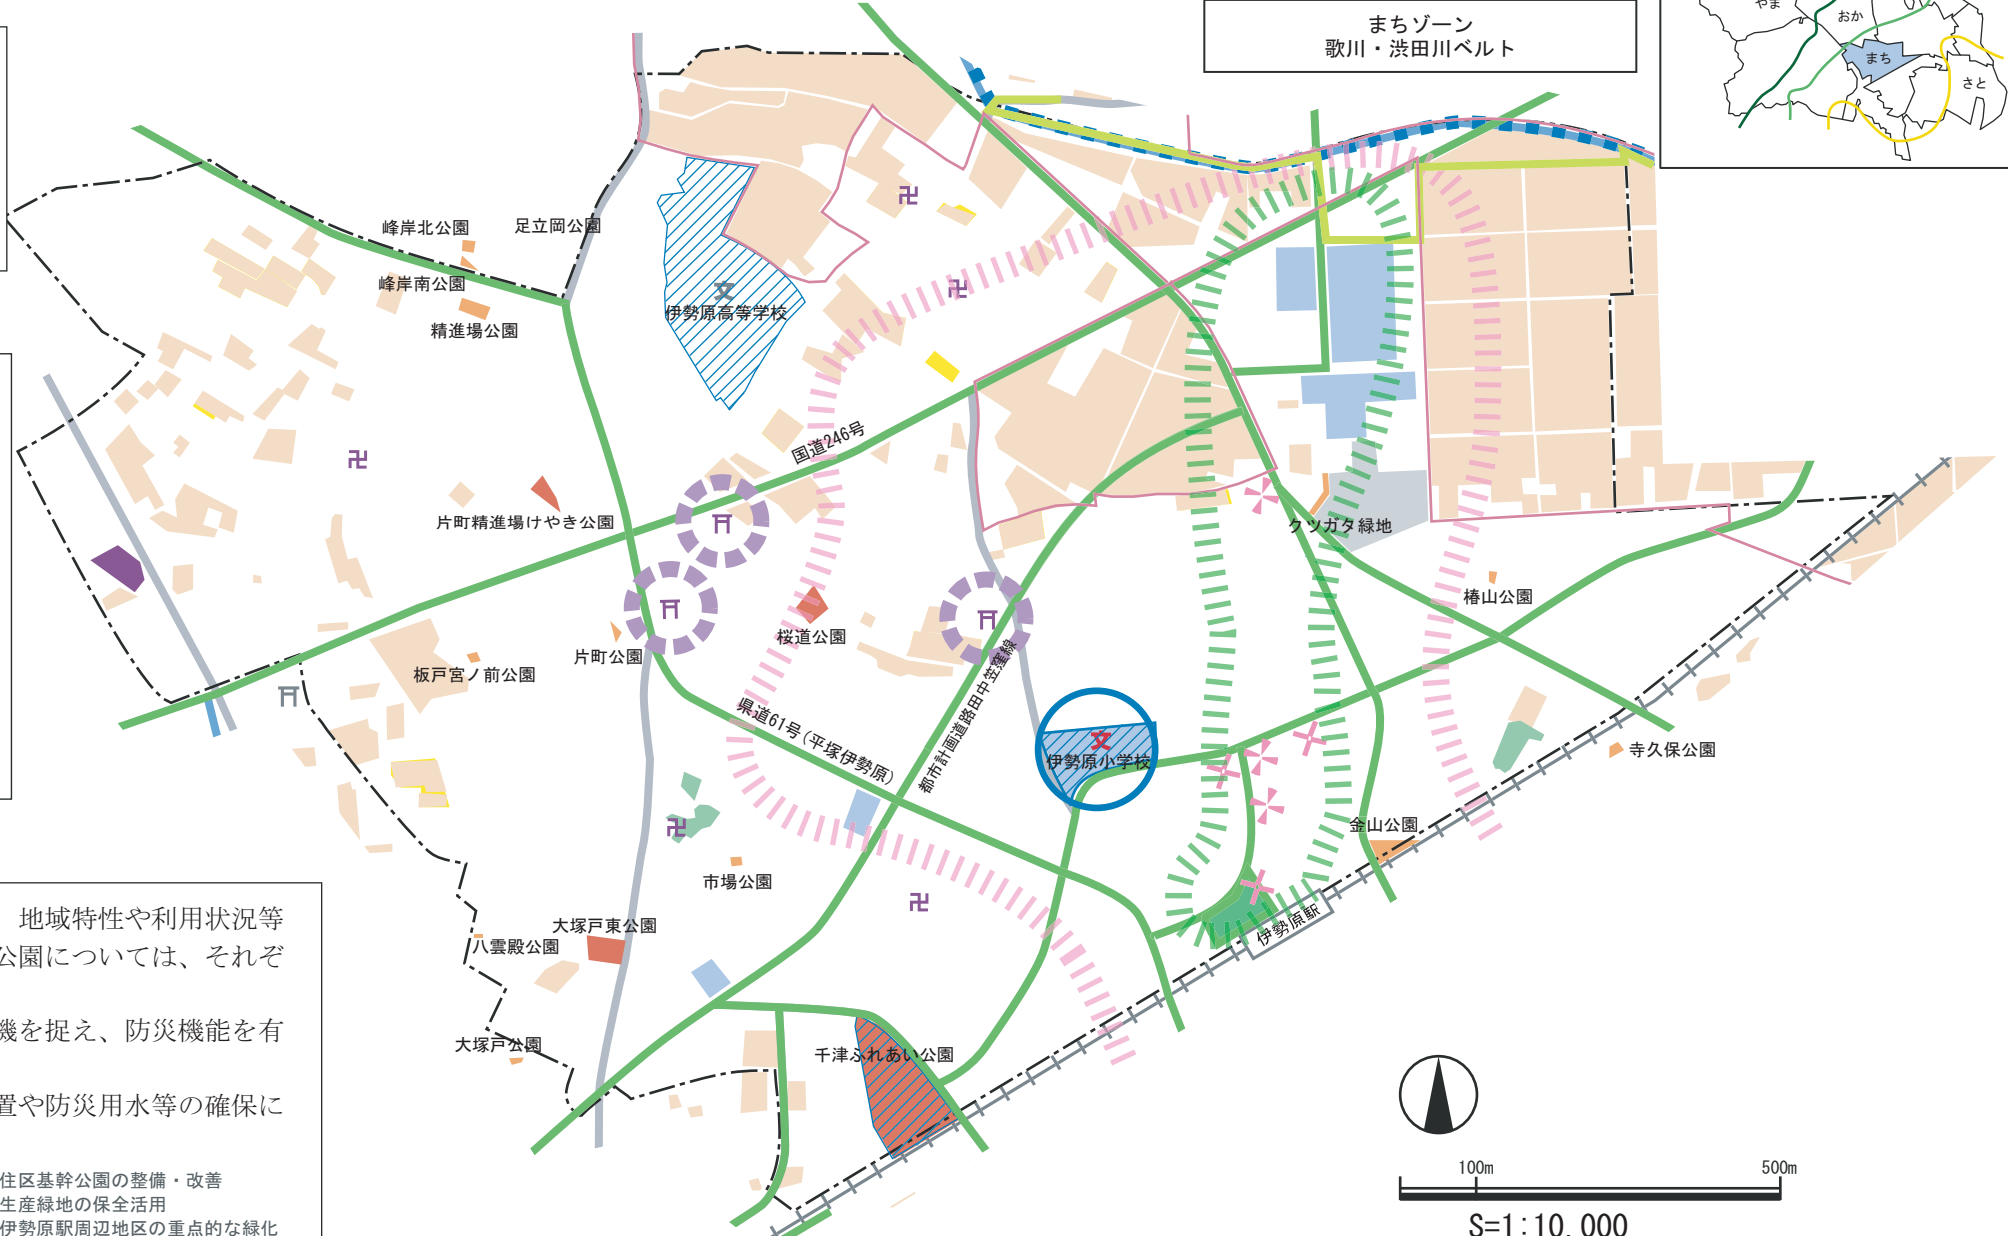 まちゾーン
歌川・渋田川ベルト
やま
おか
まち
さと
峰岸北公園
足立岡公園
峰岸南公園
精進場公園
文
伊勢原高等学校
国道246号
片町精進場けやき公園
クツガタ緑地
椿山公園
桜道公園
片町公園
板戸宮ノ前公園
県道61号(平塚伊勢原)
都市計画道路田中笠窪線
文
伊勢原小学校
寺久保公園
金山公園
市場公園
伊勢原駅
大塚戸東公園
八雲殿公園
大塚戸公園
千津ふれあい公園
地域特性や利用状況等
公園については、それぞ
機を捉え、防災機能を有
置や防災用水等の確保に
住区基幹公園の整備・改善
生産緑地の保全活用
伊勢原駅周辺地区の重点的な緑化
100m
500m
S=1:10,000